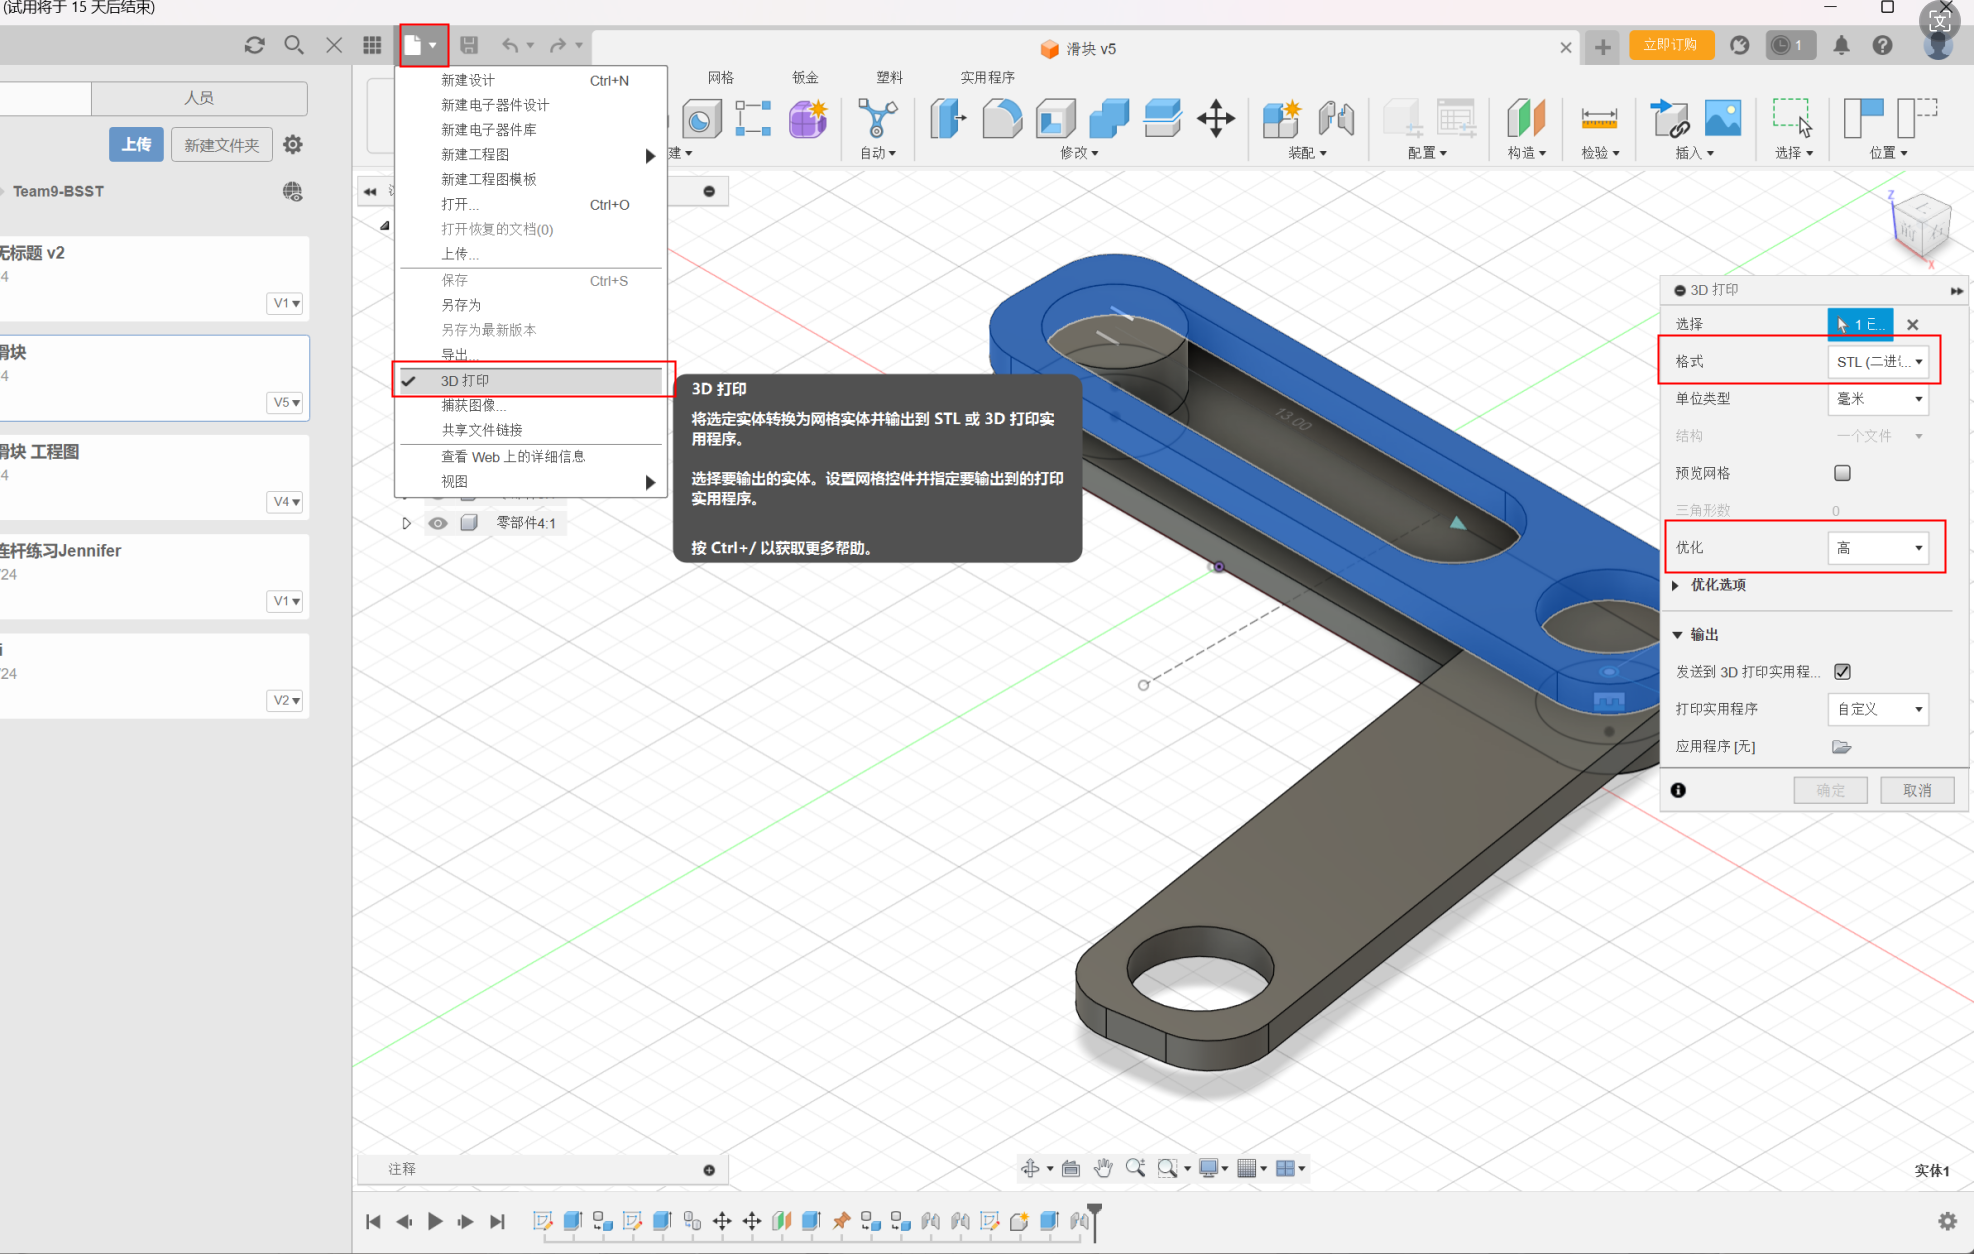 (试用将于 15 天后结束)
滑块 v5
立即订购
1
人员
上传
新建文件夹
Team9-BSST
无标题 v2
4
V1
滑块
4
V5
滑块 工程图
4
V4
连杆练习Jennifer
/24
V1
i
/24
V2
新建设计 Ctrl+N
新建电子器件设计
新建电子器件库
新建工程图
新建工程图模板
打开... Ctrl+O
打开恢复的文档(0)
上传...
保存 Ctrl+S
另存为
另存为最新版本
导出...
3D 打印
捕获图像...
共享文件链接
查看 Web 上的详细信息
视图
网格 钣金 塑料 实用程序
建 自动 修改 装配 配置 构造 检验 插入 选择 位置
零部件4:1
3D 打印
将选定实体转换为网格实体并输出到 STL 或 3D 打印实
用程序。
选择要输出的实体。设置网格控件并指定要输出到的打印
实用程序。
按 Ctrl+/ 以获取更多帮助。
13.00
Z
X
上
前
右
3D 打印
选择 1 已...
格式 STL (二进制...
单位类型 毫米
结构 一个文件
预览网格
三角形数 0
优化 高
优化选项
输出
发送到 3D 打印实用程...
打印实用程序 自定义
应用程序 [无]
确定 取消
注释
实体1